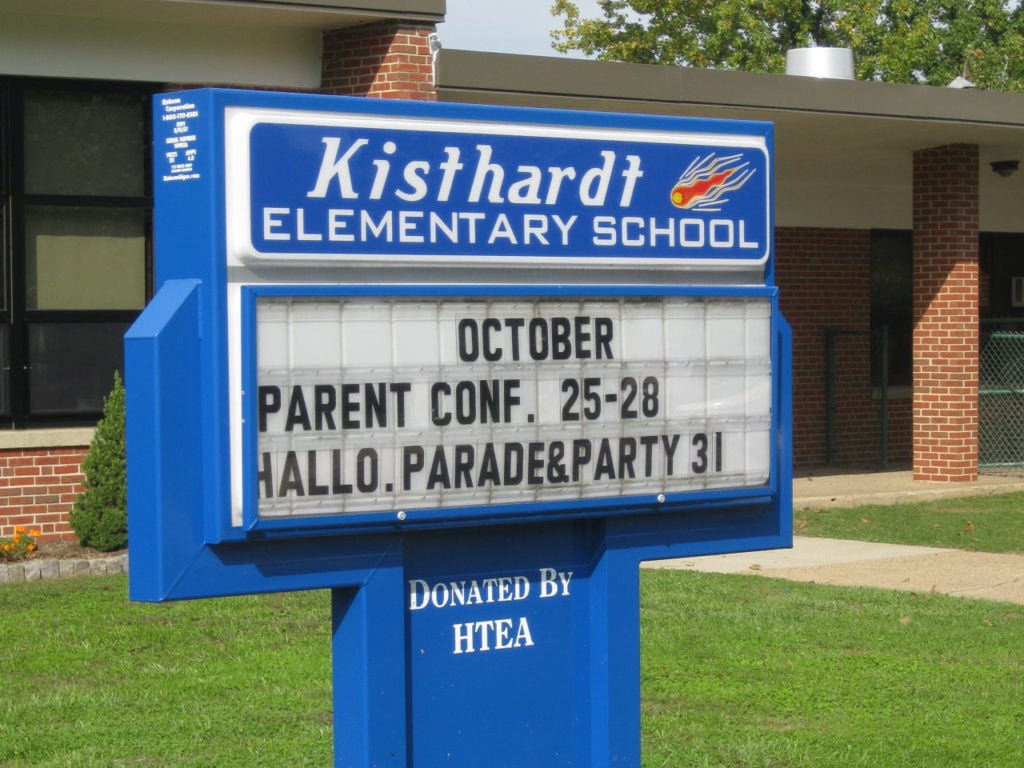 Kisthardt
ELEMENTARY SCHOOL
OCTOBER
PARENT CONF. 25-28
HALLO. PARADE&PARTY 31
DONATED BY
HTEA